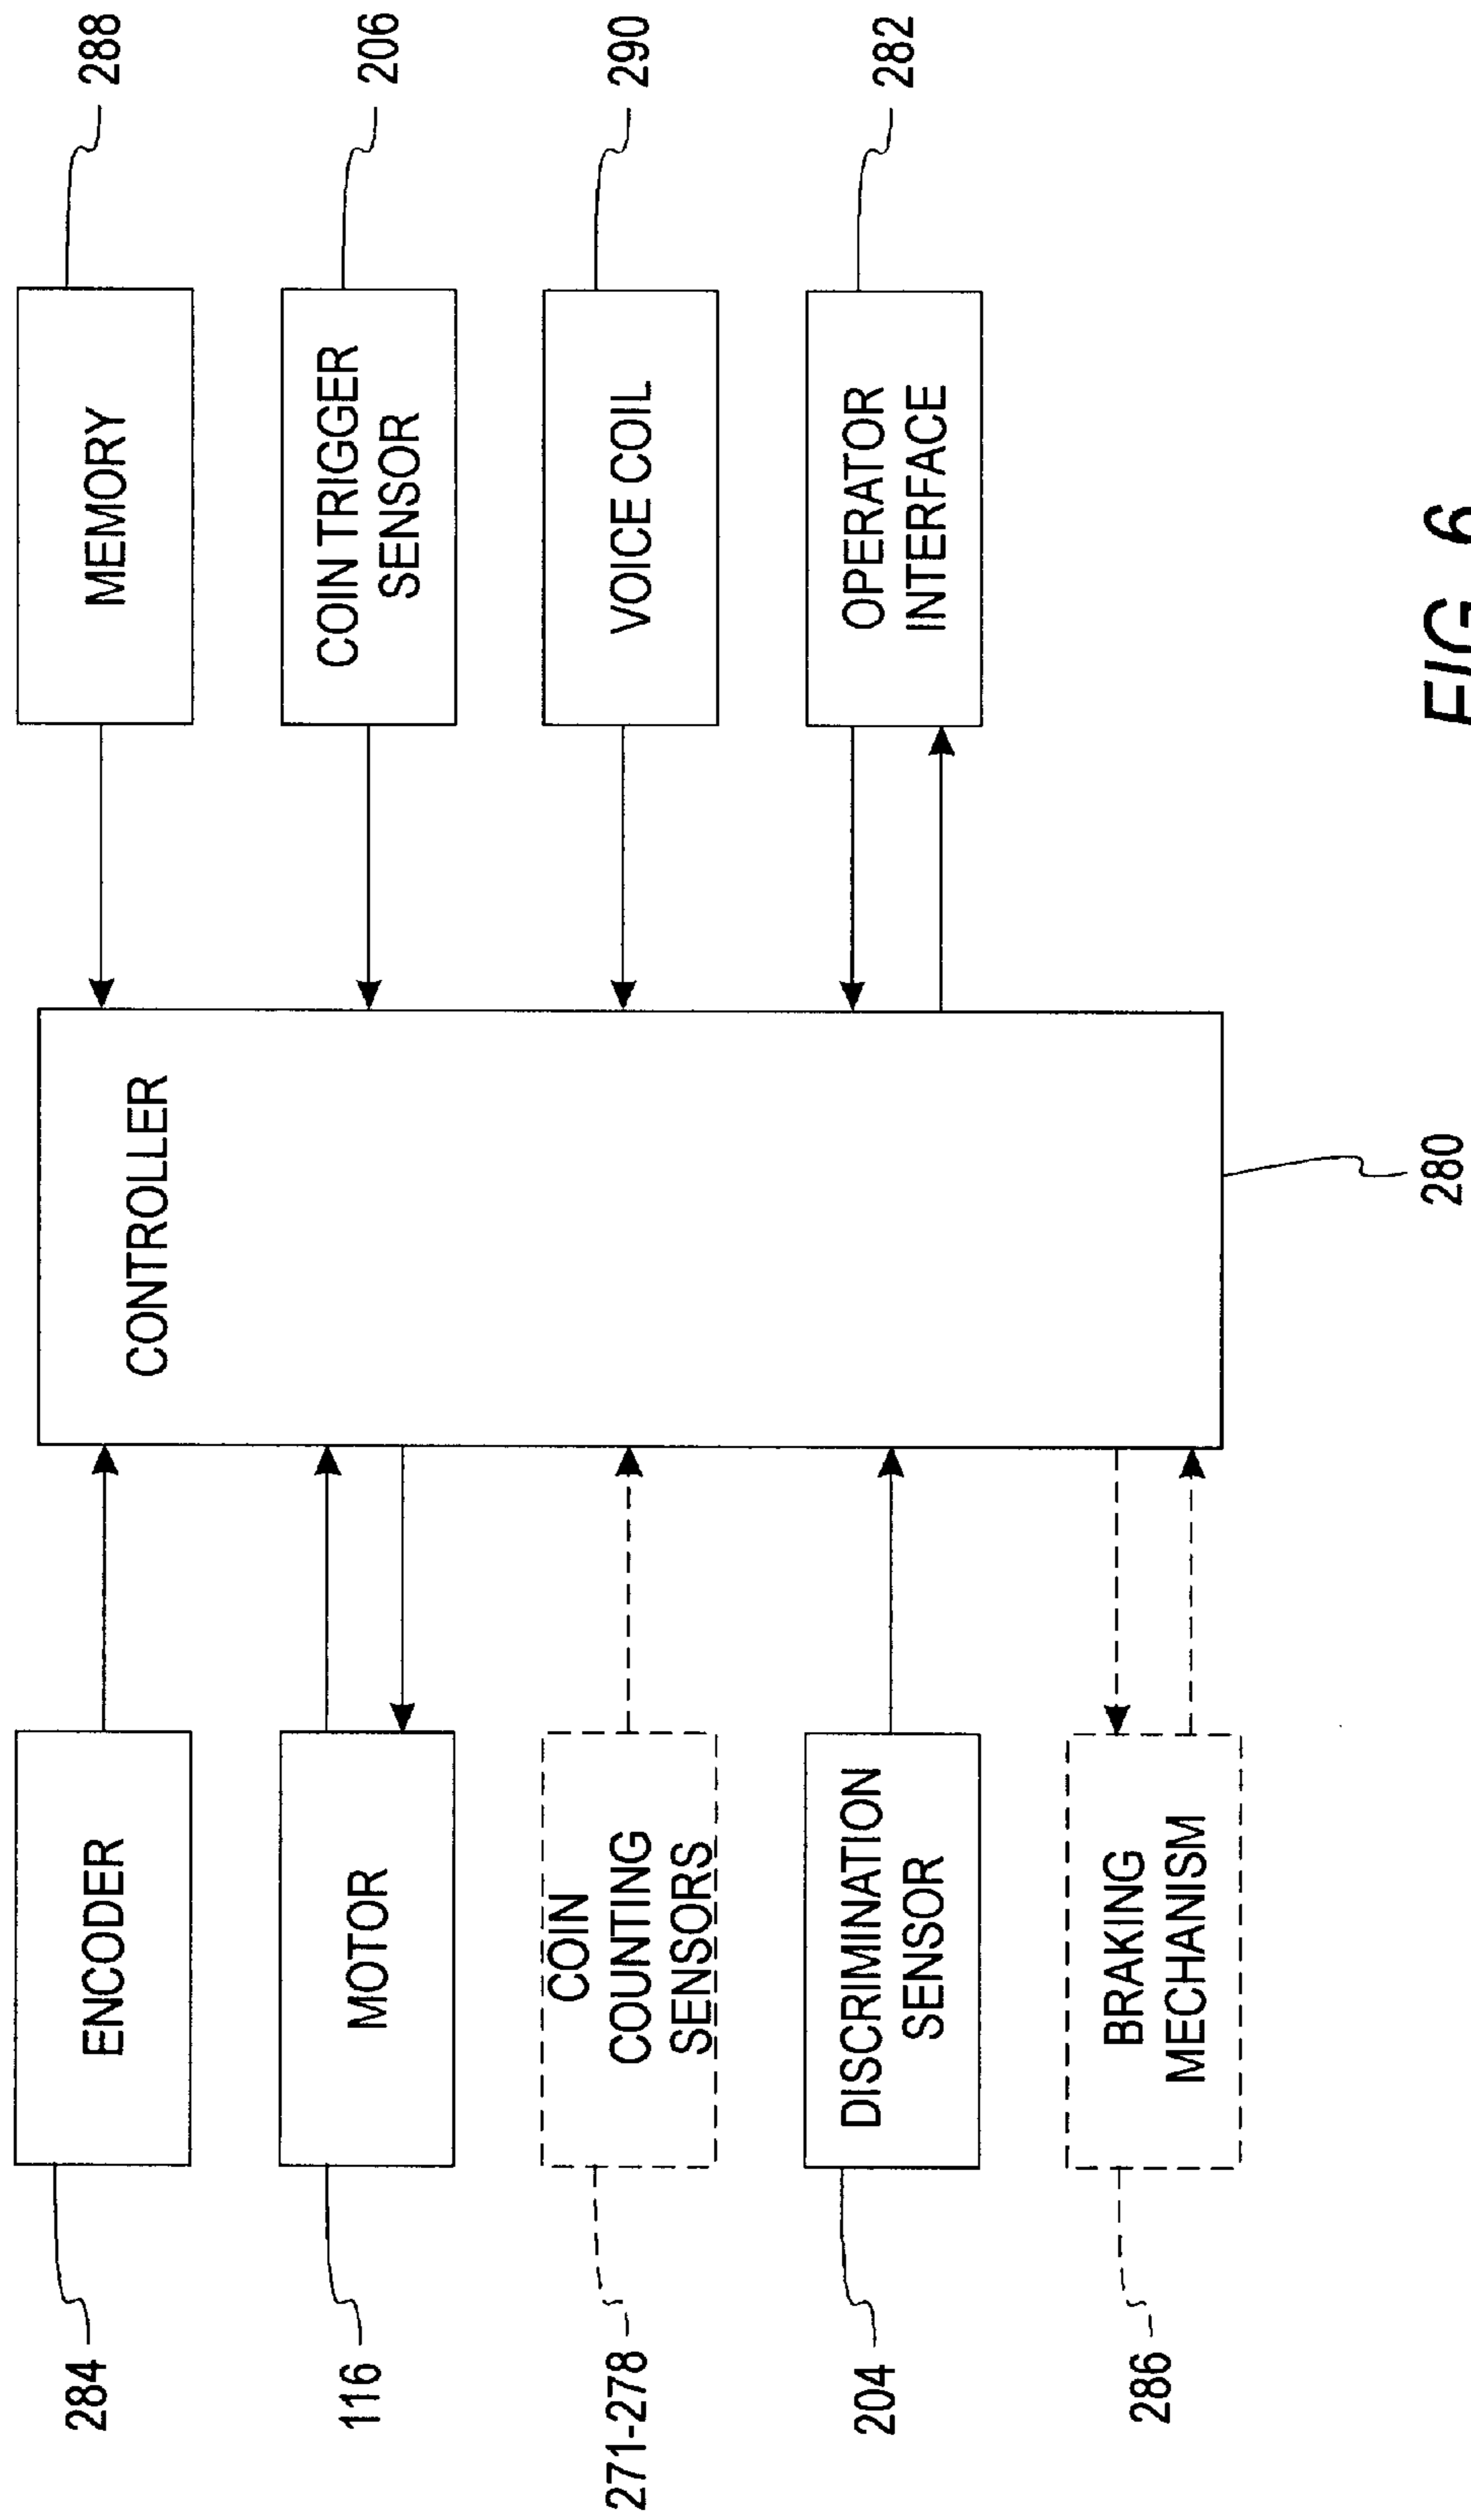 284
ENCODER
116
MOTOR
271-278
COIN
COUNTING
SENSORS
204
DISCRIMINATION
SENSOR
286
BRAKING
MECHANISM
CONTROLLER
280
MEMORY
288
COIN TRIGGER
SENSOR
206
VOICE COIL
290
OPERATOR
INTERFACE
282
FIG. 6